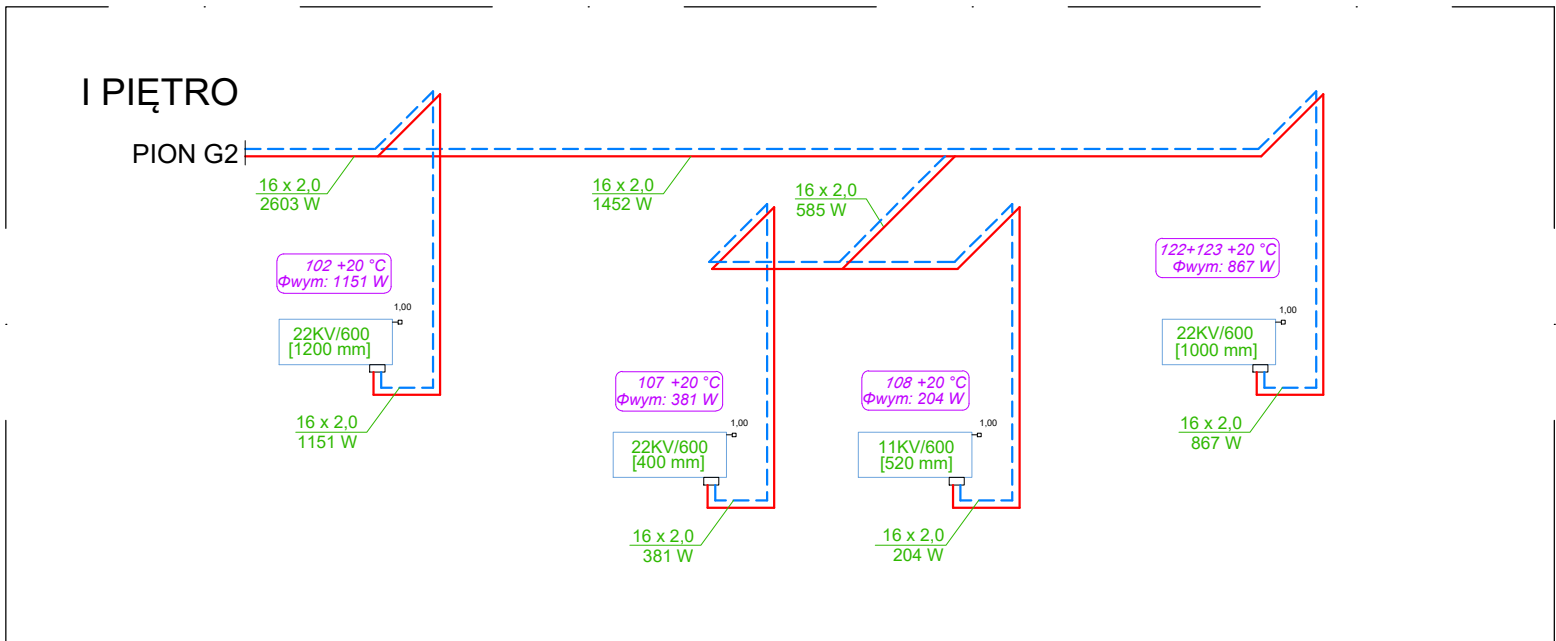 I PIĘTRO
PION G2
16 x 2,0
2603 W
16 x 2,0
1452 W
16 x 2,0
585 W
102 +20 °C
Φwym: 1151 W
1,00
22KV/600
[1200 mm]
16 x 2,0
1151 W
107 +20 °C
Φwym: 381 W
1,00
22KV/600
[400 mm]
16 x 2,0
381 W
108 +20 °C
Φwym: 204 W
1,00
11KV/600
[520 mm]
16 x 2,0
204 W
122+123 +20 °C
Φwym: 867 W
1,00
22KV/600
[1000 mm]
16 x 2,0
867 W